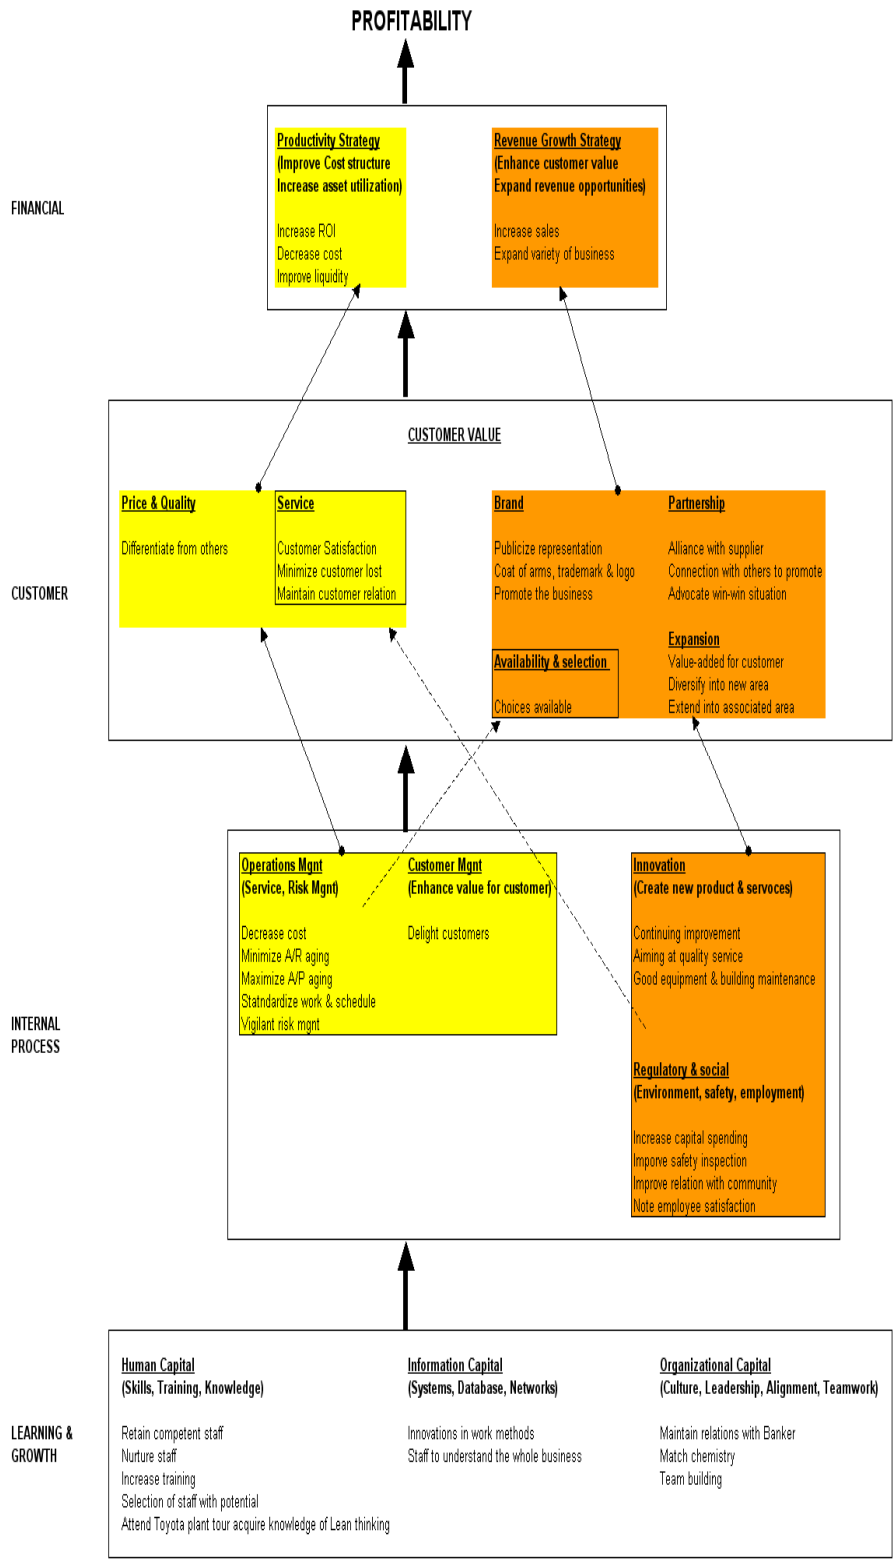 PROFITABILITY
FINANCIAL
Productivity Strategy
(Improve Cost structure
Increase asset utilization)
Increase ROI
Decrease cost
Improve liquidity
Revenue Growth Strategy
(Enhance customer value
Expand revenue opportunities)
Increase sales
Expand variety of business
CUSTOMER VALUE
CUSTOMER
Price & Quality
Differentiate from others
Service
Customer Satisfaction
Minimize customer lost
Maintain customer relation
Brand
Publicize representation
Coat of arms, trademark & logo
Promote the business
Availability & selection
Choices available
Partnership
Alliance with supplier
Connection with others to promote
Advocate win-win situation
Expansion
Value-added for customer
Diversify into new area
Extend into associated area
INTERNAL
PROCESS
Operations Mgnt
(Service, Risk Mgnt)
Decrease cost
Minimize A/R aging
Maximize A/P aging
Statndardize work & schedule
Vigilant risk mgnt
Customer Mgnt
(Enhance value for customer)
Delight customers
Innovation
(Create new product & servoces)
Continuing improvement
Aiming at quality service
Good equipment & building maintenance
Regulatory & social
(Environment, safety, employment)
Increase capital spending
Imporve safety inspection
Improve relation with community
Note employee satisfaction
LEARNING &
GROWTH
Human Capital
(Skills, Training, Knowledge)
Retain competent staff
Nurture staff
Increase training
Selection of staff with potential
Attend Toyota plant tour acquire knowledge of Lean thinking
Information Capital
(Systems, Database, Networks)
Innovations in work methods
Staff to understand the whole business
Organizational Capital
(Culture, Leadership, Alignment, Teamwork)
Maintain relations with Banker
Match chemistry
Team building